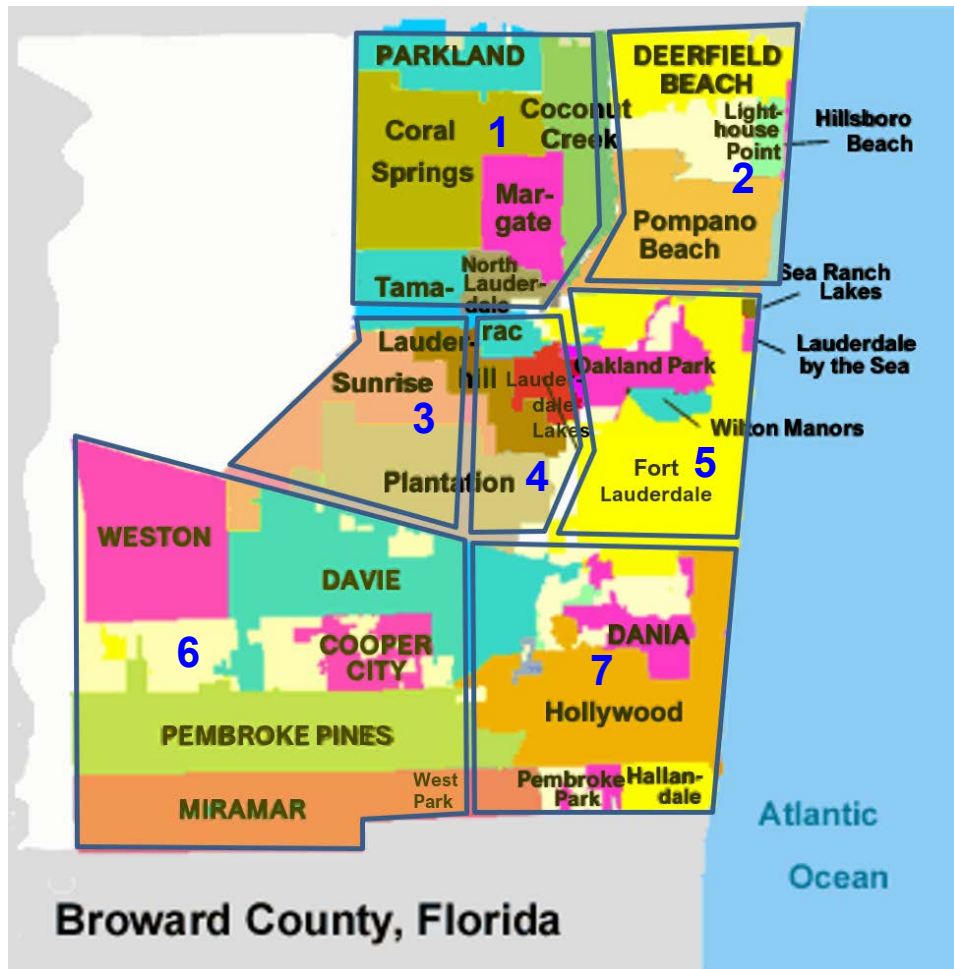 PARKLAND
DEERFIELD
BEACH
Coral
Springs
1
Coconut
Creek
Light-
house
Point
2
Hillsboro
Beach
Mar-
gate
Pompano
Beach
North
Lauder-
dale
Tama-
rac
Sea Ranch
Lakes
Lauder-
hill
Sunrise
3
Lauder-
dale
Lakes
Oakland Park
Lauderdale
by the Sea
Wilton Manors
Plantation
4
Fort
Lauderdale
5
WESTON
DAVIE
6
COOPER
CITY
DANIA
7
Hollywood
PEMBROKE PINES
MIRAMAR
West
Park
Pembroke
Park
Hallan-
dale
Atlantic
Ocean
Broward County, Florida